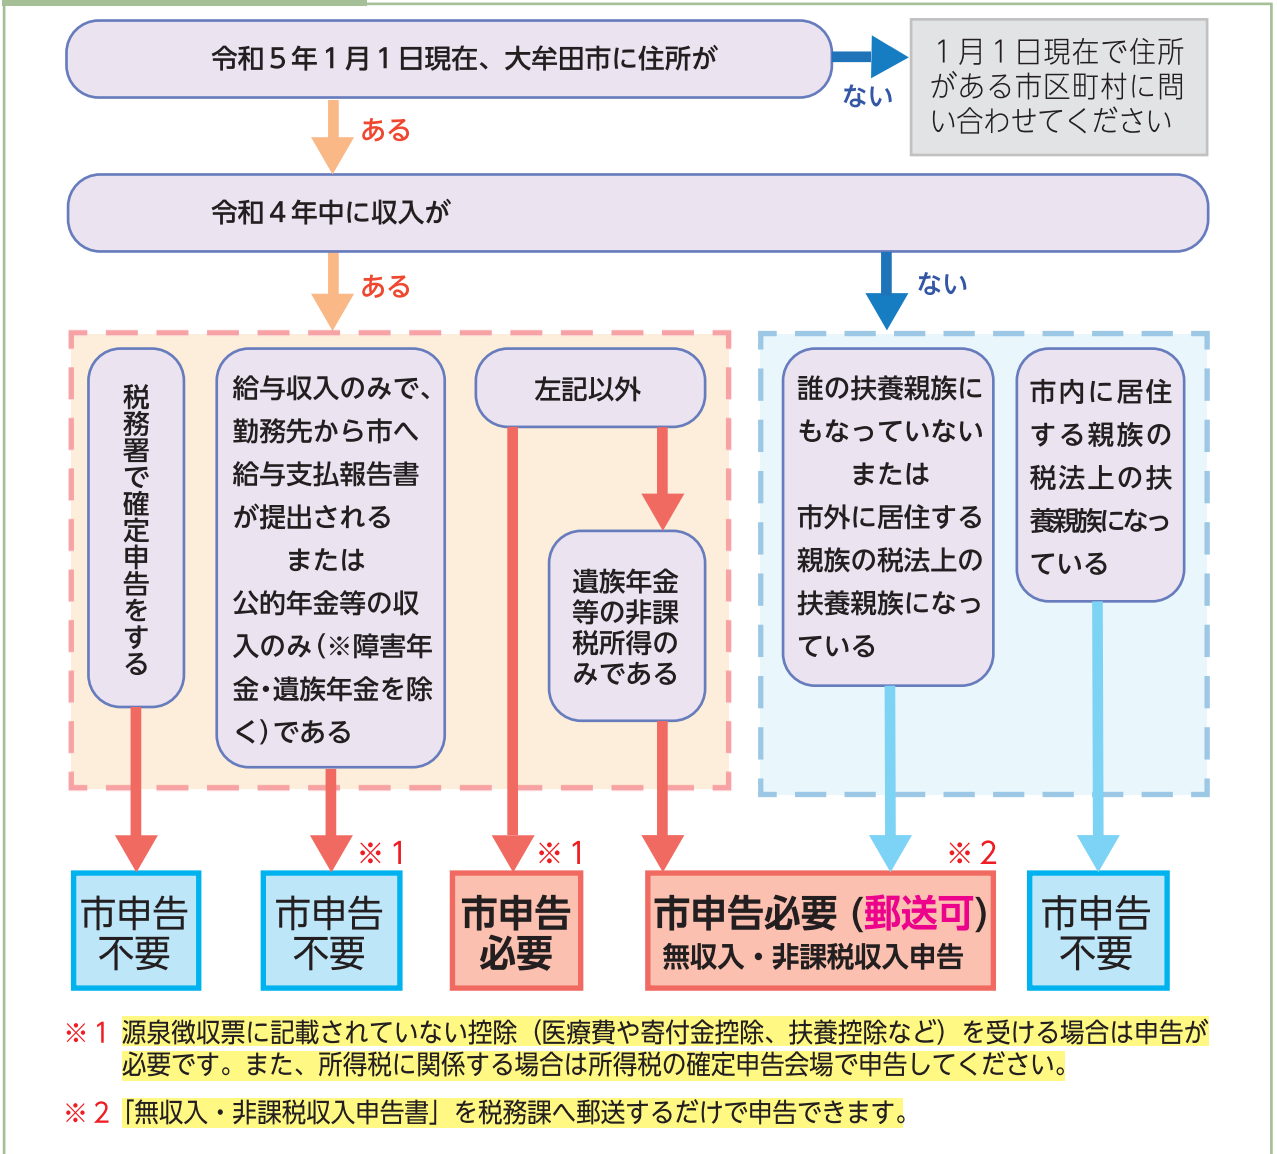 令和５年１月１日現在、大牟田市に住所が
ない
１月１日現在で住所
がある市区町村に問
い合わせてください
ある
令和４年中に収入が
ある
ない
税務署で確定申告をする
給与収入のみで、
勤務先から市へ
給与支払報告書
が提出される
または
公的年金等の収
入のみ（※障害年
金・遺族年金を除
く）である
左記以外
遺族年金
等の非課
税所得の
みである
誰の扶養親族に
もなっていない
または
市外に居住する
親族の税法上の
扶養親族になっ
ている
市内に居住
する親族の
税法上の扶
養親族になっ
ている
※１
※１
※２
市申告
不要
市申告
不要
市申告
必要
市申告必要（郵送可）
無収入・非課税収入申告
市申告
不要
※１ 源泉徴収票に記載されていない控除（医療費や寄付金控除、扶養控除など）を受ける場合は申告が
必要です。また、所得税に関係する場合は所得税の確定申告会場で申告してください。
※２ 「無収入・非課税収入申告書」を税務課へ郵送するだけで申告できます。